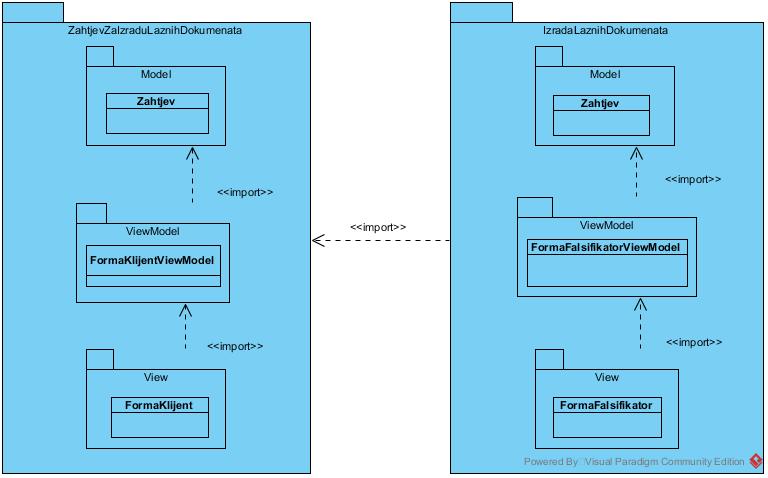 ZahtjevZaIzraduLaznihDokumenata
Model
Zahtjev
<<import>>
ViewModel
FormaKlijentViewModel
<<import>>
View
FormaKlijent
<<import>>
IzradaLaznihDokumenata
Model
Zahtjev
<<import>>
ViewModel
FormaFalsifikatorViewModel
<<import>>
View
FormaFalsifikator
Powered By Visual Paradigm Community Edition